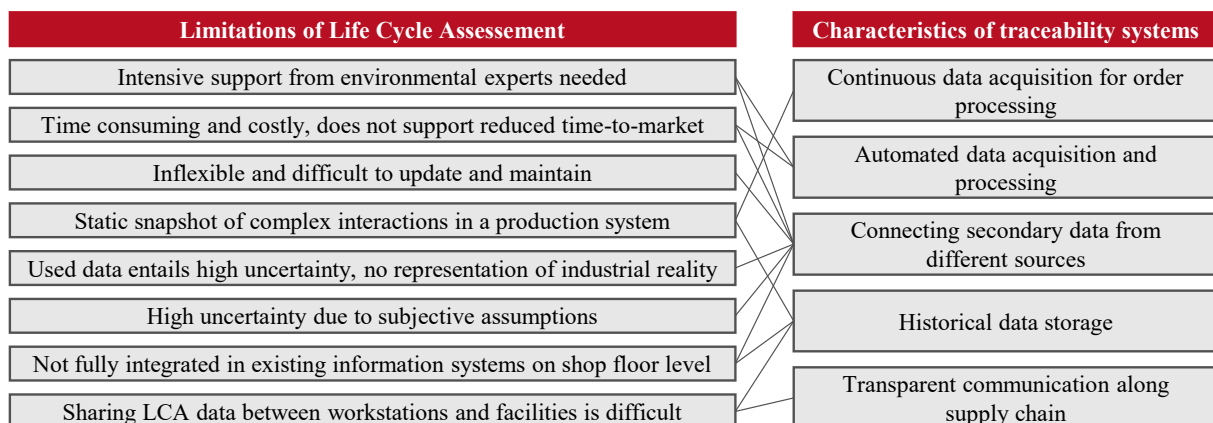 Limitations of Life Cycle Assessement
Intensive support from environmental experts needed
Time consuming and costly, does not support reduced time-to-market
Inflexible and difficult to update and maintain
Static snapshot of complex interactions in a production system
Used data entails high uncertainty, no representation of industrial reality
High uncertainty due to subjective assumptions
Not fully integrated in existing information systems on shop floor level
Sharing LCA data between workstations and facilities is difficult
Characteristics of traceability systems
Continuous data acquisition for order
processing
Automated data acquisition and
processing
Connecting secondary data from
different sources
Historical data storage
Transparent communication along
supply chain